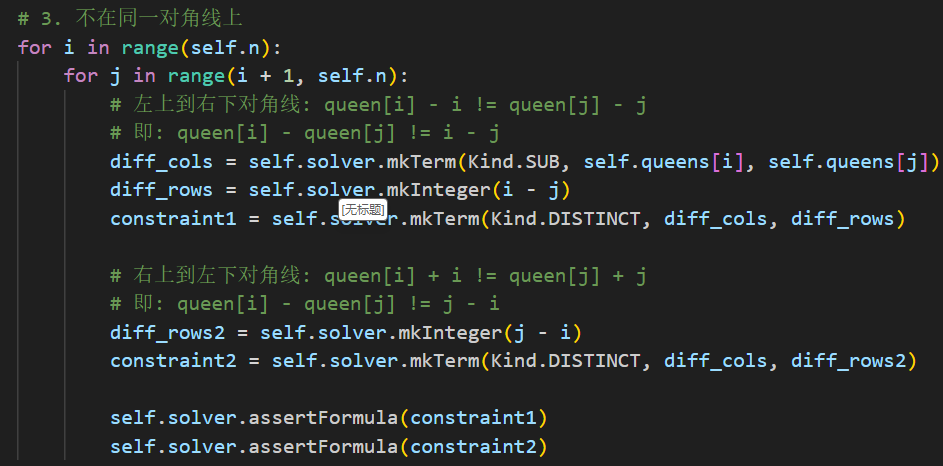 # 3. 不在同一对角线上
for i in range(self.n):
    for j in range(i + 1, self.n):
        # 左上到右下对角线: queen[i] - i != queen[j] - j
        # 即: queen[i] - queen[j] != i - j
        diff_cols = self.solver.mkTerm(Kind.SUB, self.queens[i], self.queens[j])
        diff_rows = self.solver.mkInteger(i - j)
[无标题]
        constraint1 = self.solver.mkTerm(Kind.DISTINCT, diff_cols, diff_rows)
        # 右上到左下对角线: queen[i] + i != queen[j] + j
        # 即: queen[i] - queen[j] != j - i
        diff_rows2 = self.solver.mkInteger(j - i)
        constraint2 = self.solver.mkTerm(Kind.DISTINCT, diff_cols, diff_rows2)
        self.solver.assertFormula(constraint1)
        self.solver.assertFormula(constraint2)